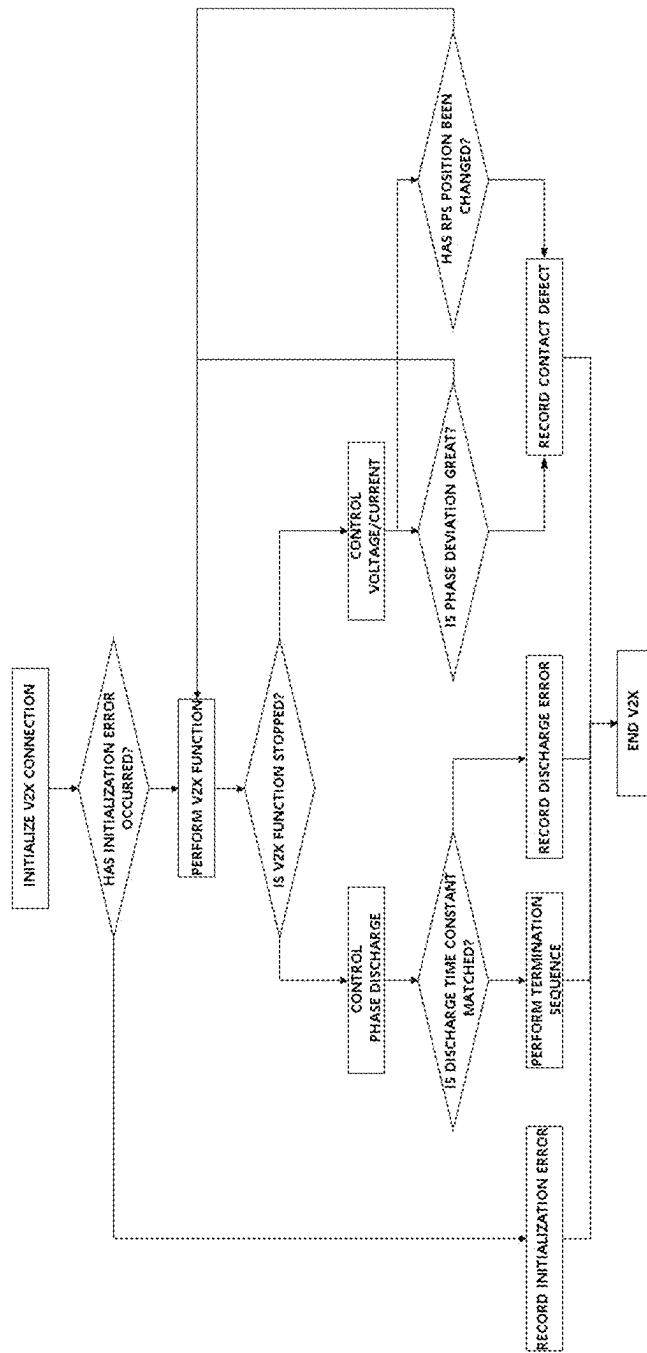 INITIALIZE V2X CONNECTION
HAS INITIALIZATION ERROR
OCCURRED?
PERFORM V2X FUNCTION
IS V2X FUNCTION STOPPED?
CONTROL
PHASE DISCHARGE
CONTROL
VOLTAGE/CURRENT
IS DISCHARGE TIME CONSTANT
MATCHED?
IS PHASE DEVIATION GREAT?
HAS RPS POSITION BEEN
CHANGED?
RECORD INITIALIZATION ERROR
PERFORM TERMINATION
SEQUENCE
RECORD DISCHARGE ERROR
RECORD CONTACT DEFECT
END V2X